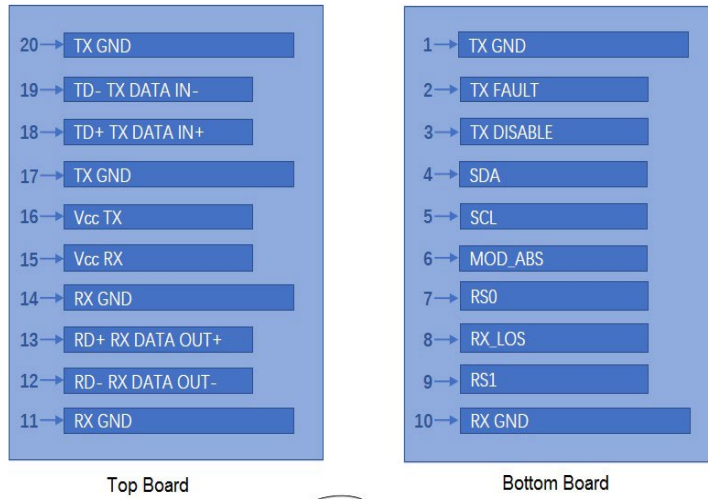 20 TX GND
19 TD- TX DATA IN-
18 TD+ TX DATA IN+
17 TX GND
16 Vcc TX
15 Vcc RX
14 RX GND
13 RD+ RX DATA OUT+
12 RD- RX DATA OUT-
11 RX GND
Top Board
1 TX GND
2 TX FAULT
3 TX DISABLE
4 SDA
5 SCL
6 MOD_ABS
7 RS0
8 RX_LOS
9 RS1
10 RX GND
Bottom Board